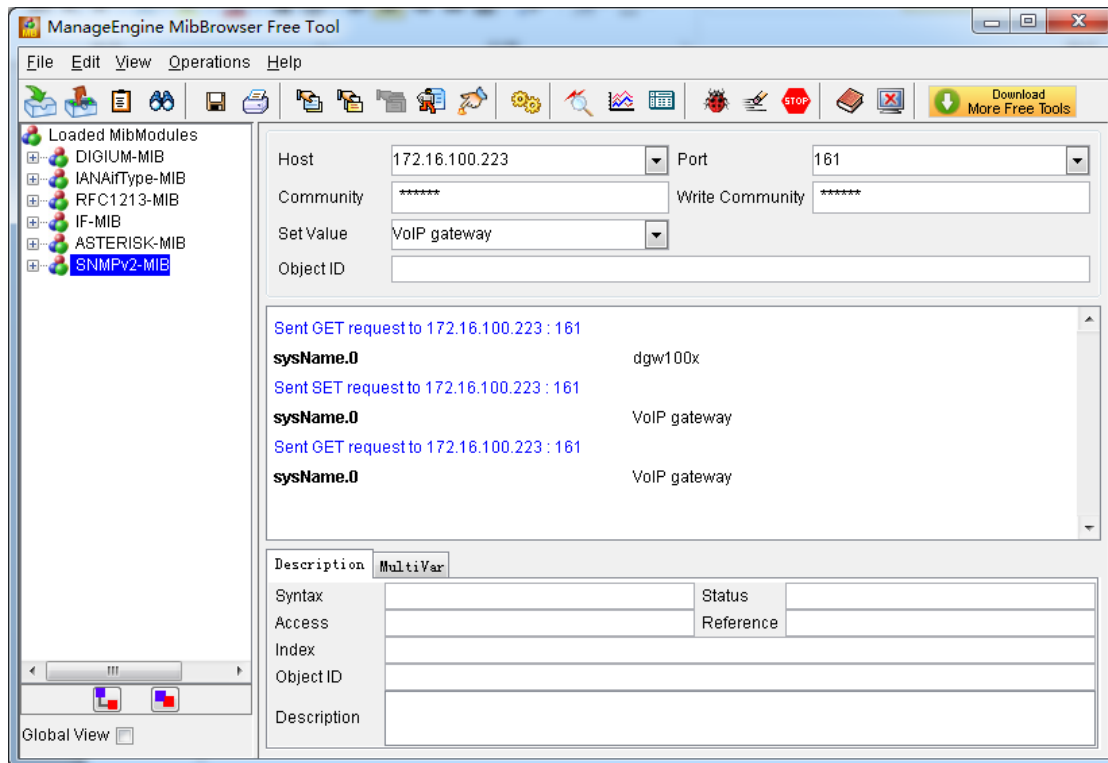 ManageEngine MibBrowser Free Tool
File Edit View Operations Help
STOP
Download
More Free Tools
Loaded MibModules
DIGIUM-MIB
IANAifType-MIB
RFC1213-MIB
IF-MIB
ASTERISK-MIB
SNMPv2-MIB
Global View
Host 172.16.100.223 Port 161
Community ****** Write Community ******
Set Value VoIP gateway
Object ID
Sent GET request to 172.16.100.223 : 161
sysName.0 dgw100x
Sent SET request to 172.16.100.223 : 161
sysName.0 VoIP gateway
Sent GET request to 172.16.100.223 : 161
sysName.0 VoIP gateway
Description MultiVar
Syntax Status
Access Reference
Index
Object ID
Description